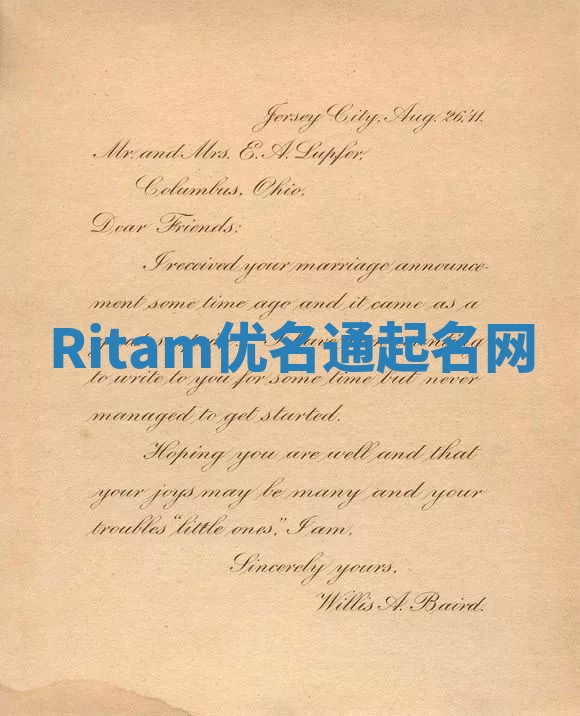 Jersey City, Aug. 26,'11.
Mr. and Mrs. E. A. Lupfer,
Columbus, Ohio.
Dear Friends:
I received your marriage announce-
ment some time ago and it came as a
Ritam优名通起名网
to write to you for some time but never
managed to get started.
Hoping you are well and that
your joys may be many and your
troubles "little ones," I am,
Sincerely yours,
Willis A. Baird.